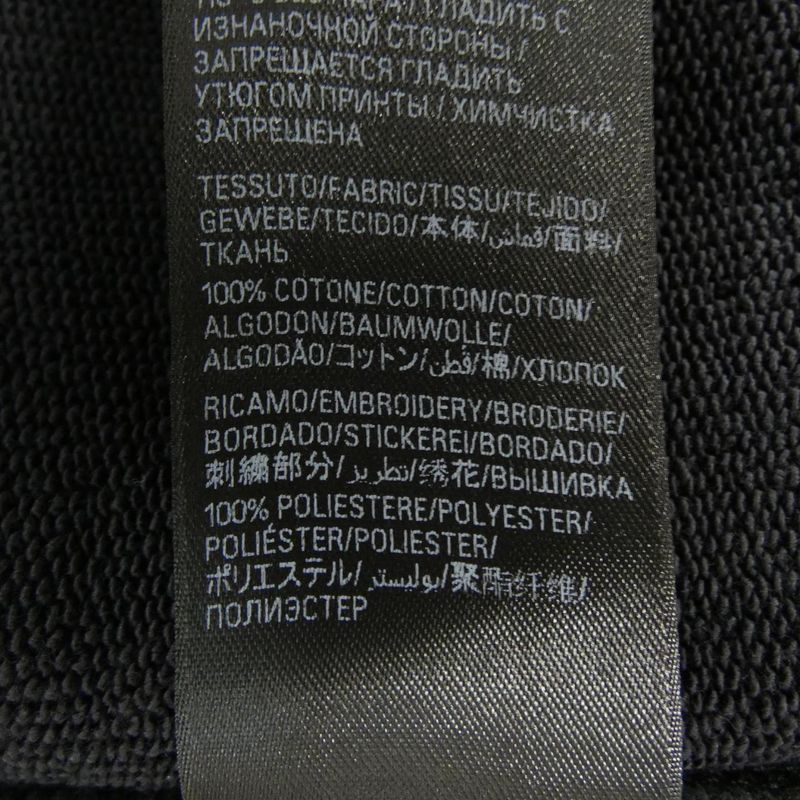 ГЛАДИТЬ С
ИЗНАНОЧНОЙ СТОРОНЫ /
ЗАПРЕЩАЕТСЯ ГЛАДИТЬ
УТЮГОМ ПРИНТЫ / ХИМЧИСТКА
ЗАПРЕЩЕНА
TESSUTO/FABRIC/TISSU/TEJIDO/
GEWEBE/TECIDO/本体/قماش/面料/
ТКАНЬ
100% COTONE/COTTON/COTON/
ALGODON/BAUMWOLLE/
ALGODÃO/コットン/قطن/棉/ХЛОПОК
RICAMO/EMBROIDERY/BRODERIE/
BORDADO/STICKEREI/BORDADO/
刺繍部分/تطريز/绣花/ВЫШИВКА
100% POLIESTERE/POLYESTER/
POLIÉSTER/POLIESTER/
ポリエステル/بوليستر/聚酯纤维/
ПОЛИЭСТЕР